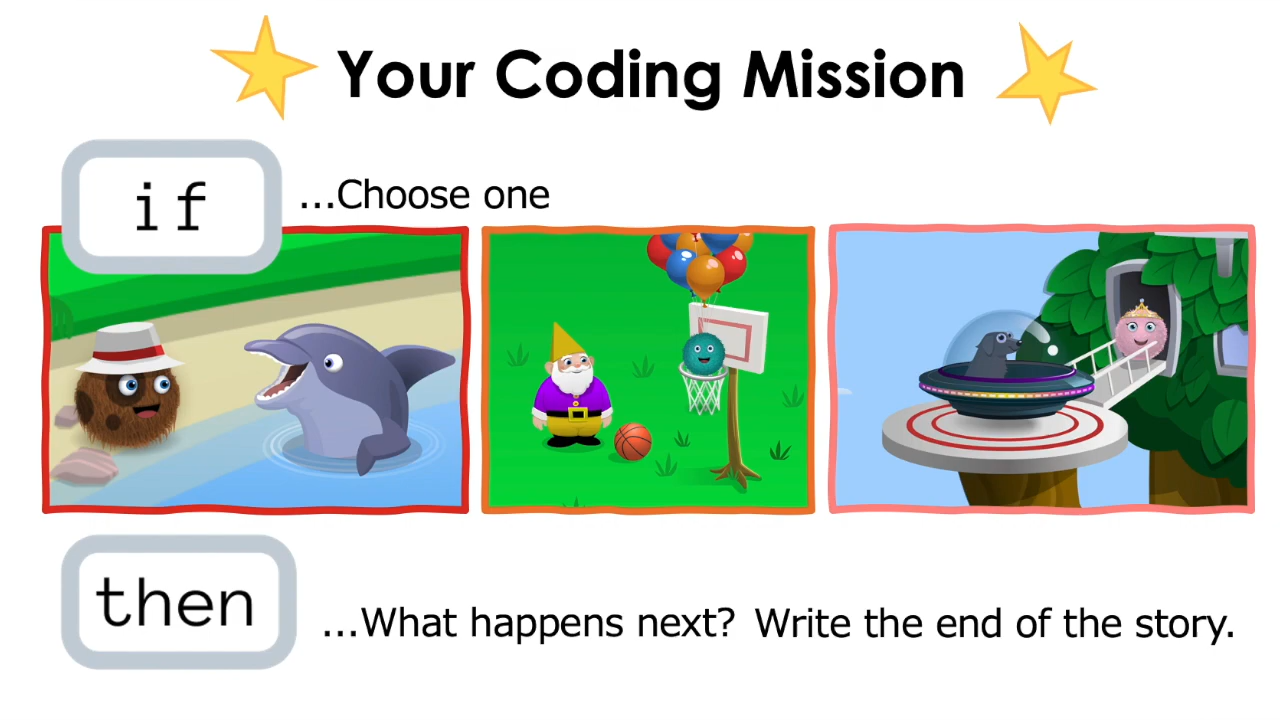 Your Coding Mission
if
...Choose one
then
...What happens next? Write the end of the story.